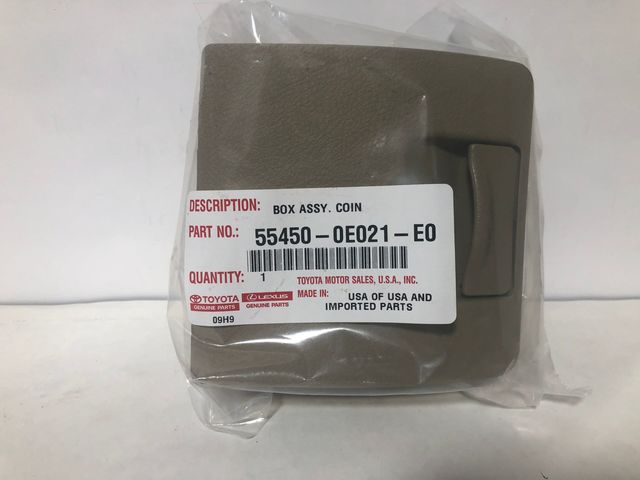 DESCRIPTION: BOX ASSY. COIN
PART NO.: 55450-0E021-E0
QUANTITY: 1 TOYOTA MOTOR SALES, U.S.A., INC.
TOYOTA LEXUS MADE IN: USA OF USA AND
GENUINE PARTS GENUINE PARTS IMPORTED PARTS
09H9